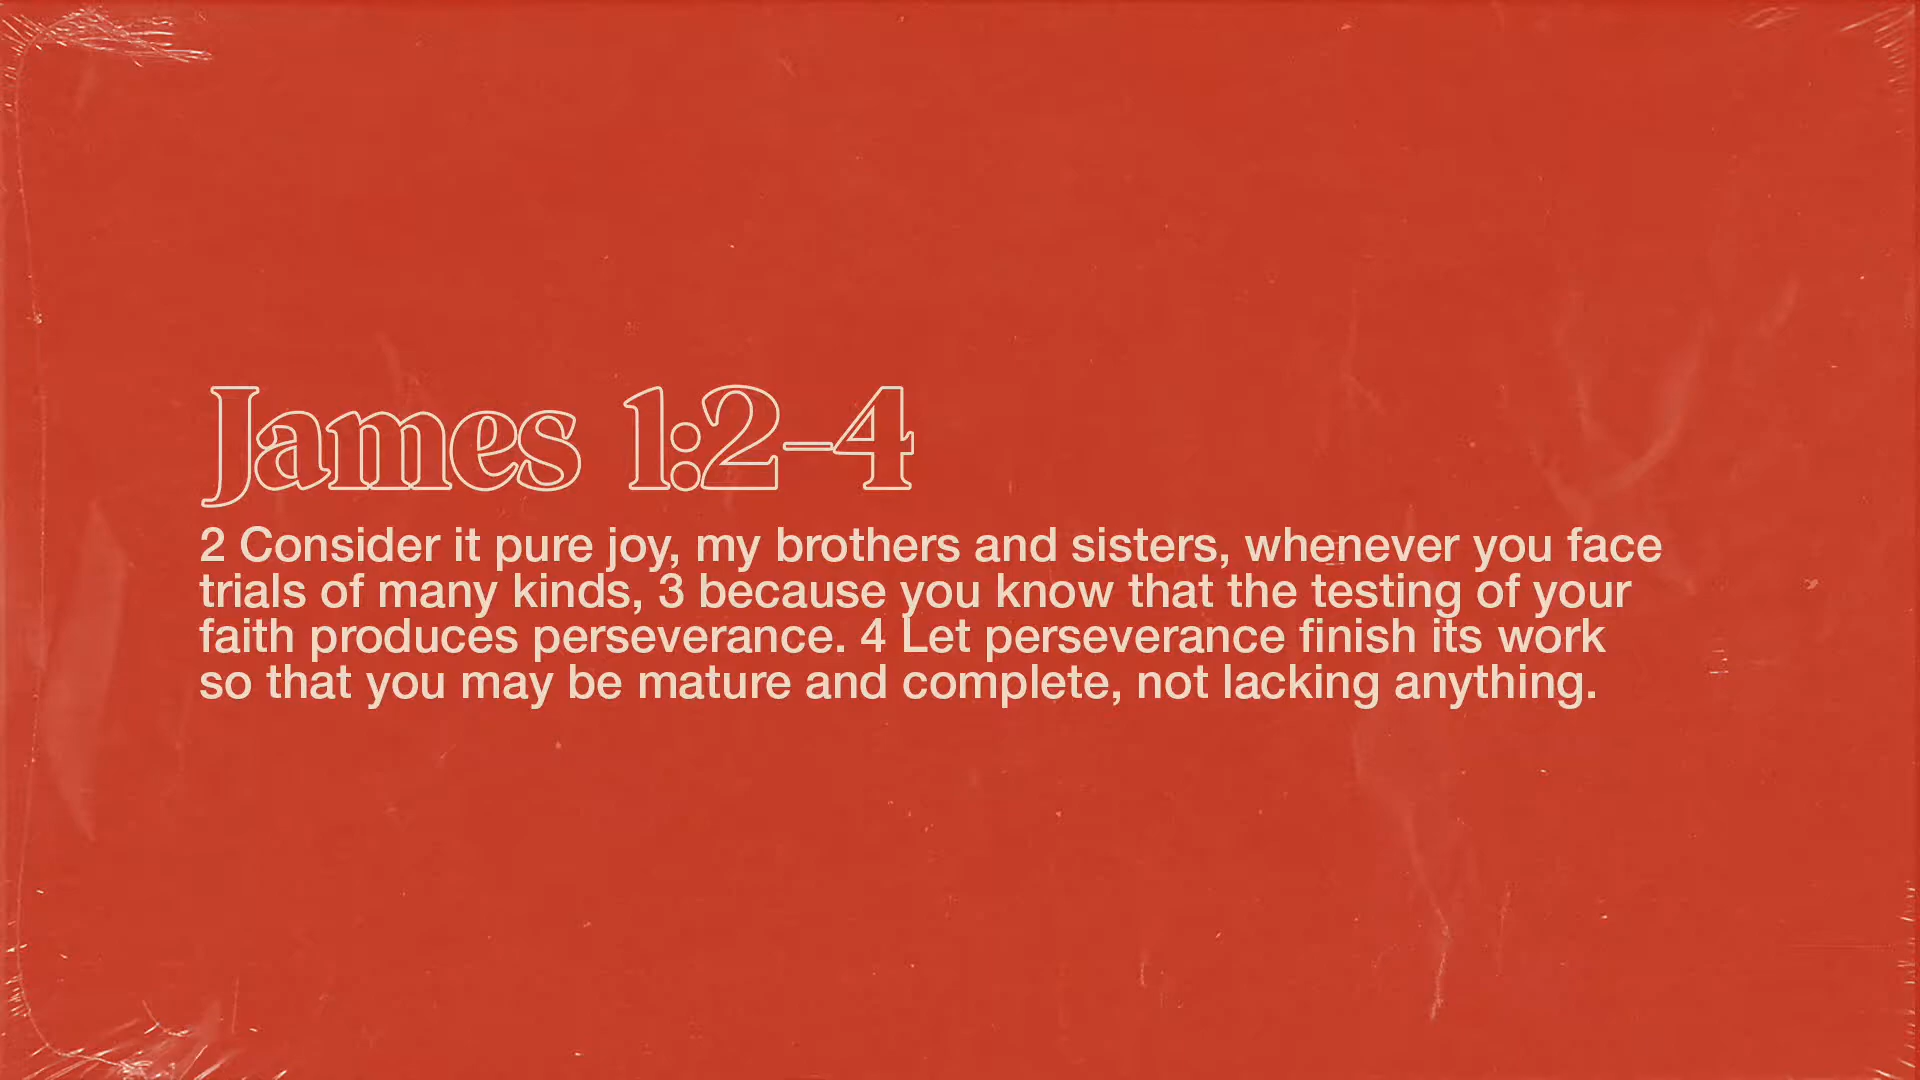 James 1:2–4
2 Consider it pure joy, my brothers and sisters, whenever you face
trials of many kinds, 3 because you know that the testing of your
faith produces perseverance. 4 Let perseverance finish its work
so that you may be mature and complete, not lacking anything.